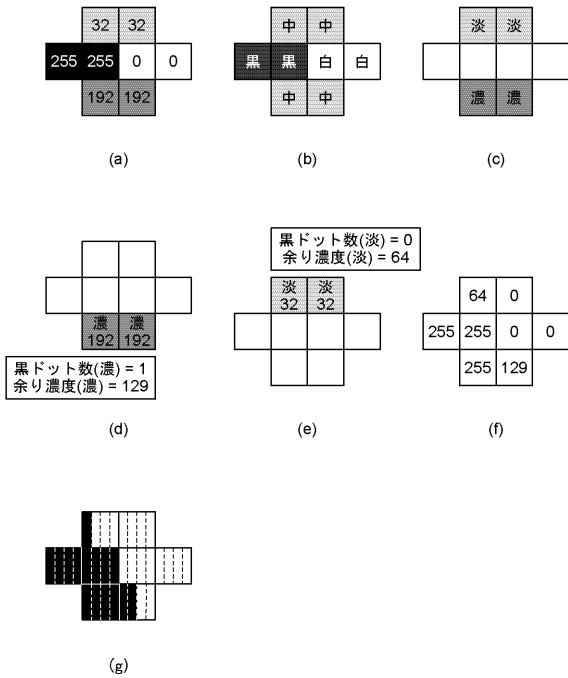 32 32
255 255 0 0
192 192
(a)
中 中
黒 黒 白 白
中 中
(b)
淡 淡
濃 濃
(c)
濃 濃
192 192
黒ドット数(濃) = 1
余り濃度(濃) = 129
(d)
黒ドット数(淡) = 0
余り濃度(淡) = 64
淡 淡
32 32
(e)
64 0
255 255 0 0
255 129
(f)
(g)